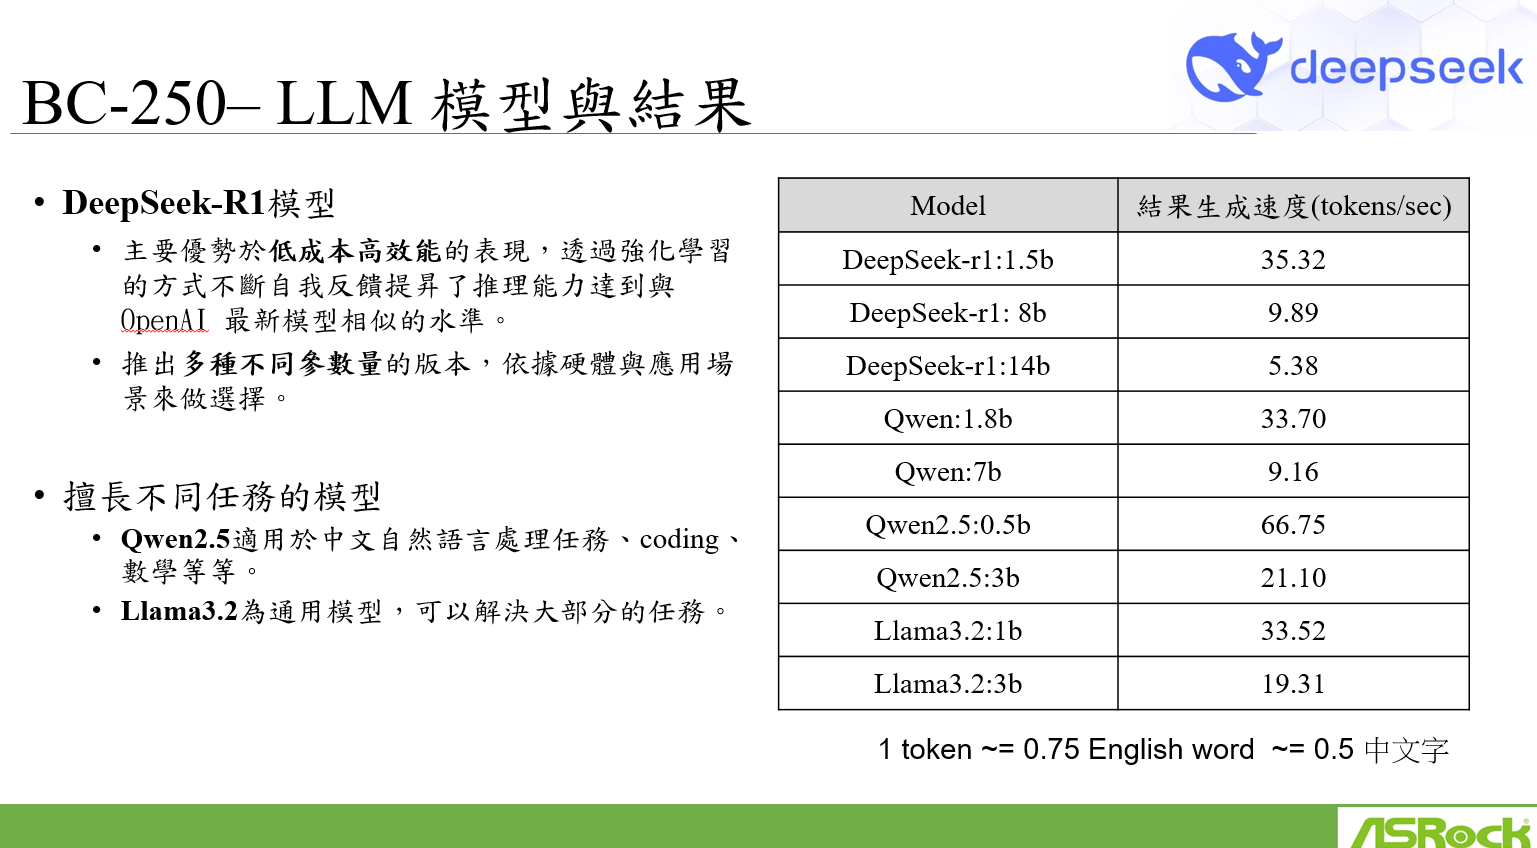 deepseek
BC-250– LLM 模型與結果
• DeepSeek-R1模型
• 主要優勢於低成本高效能的表現，透過強化學習
的方式不斷自我反饋提昇了推理能力達到與
OpenAI 最新模型相似的水準。
• 推出多種不同參數量的版本，依據硬體與應用場
景來做選擇。
• 擅長不同任務的模型
• Qwen2.5適用於中文自然語言處理任務、coding、
數學等等。
• Llama3.2為通用模型，可以解決大部分的任務。
Model 結果生成速度(tokens/sec)
DeepSeek-r1:1.5b 35.32
DeepSeek-r1: 8b 9.89
DeepSeek-r1:14b 5.38
Qwen:1.8b 33.70
Qwen:7b 9.16
Qwen2.5:0.5b 66.75
Qwen2.5:3b 21.10
Llama3.2:1b 33.52
Llama3.2:3b 19.31
1 token ~= 0.75 English word ~= 0.5 中文字
ASRock